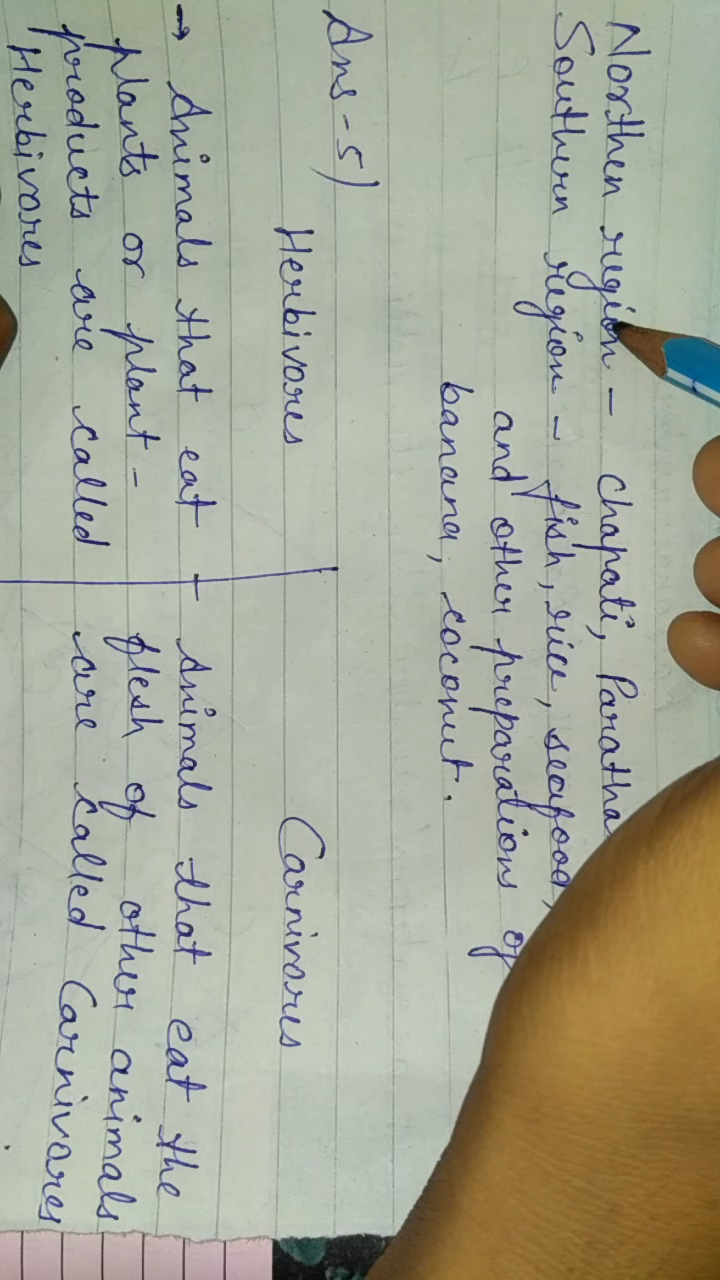 Northen region - Chapati, Paratha
Southern region - fish, rice, seafood,
and other preparations of
banana, coconut.
Ans-5)
Herbivores Carnivores
→ Animals that eat - Animals that eat the
plants or plant- flesh of other animals
products are called are called Carnivores
Herbivores